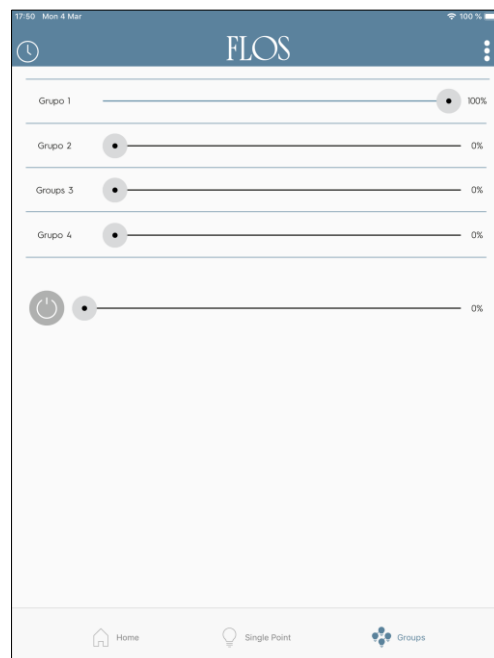 17:50 Mon 4 Mar 100 %
FLOS
Grupo 1 100%
Grupo 2 0%
Groups 3 0%
Grupo 4 0%
0%
Home Single Point Groups